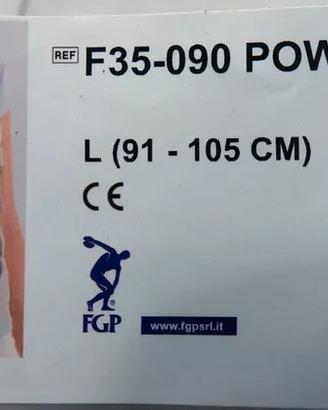 REF F35-090 POW
L (91 - 105 CM)
CE
FGP
®
www.fgpsrl.it